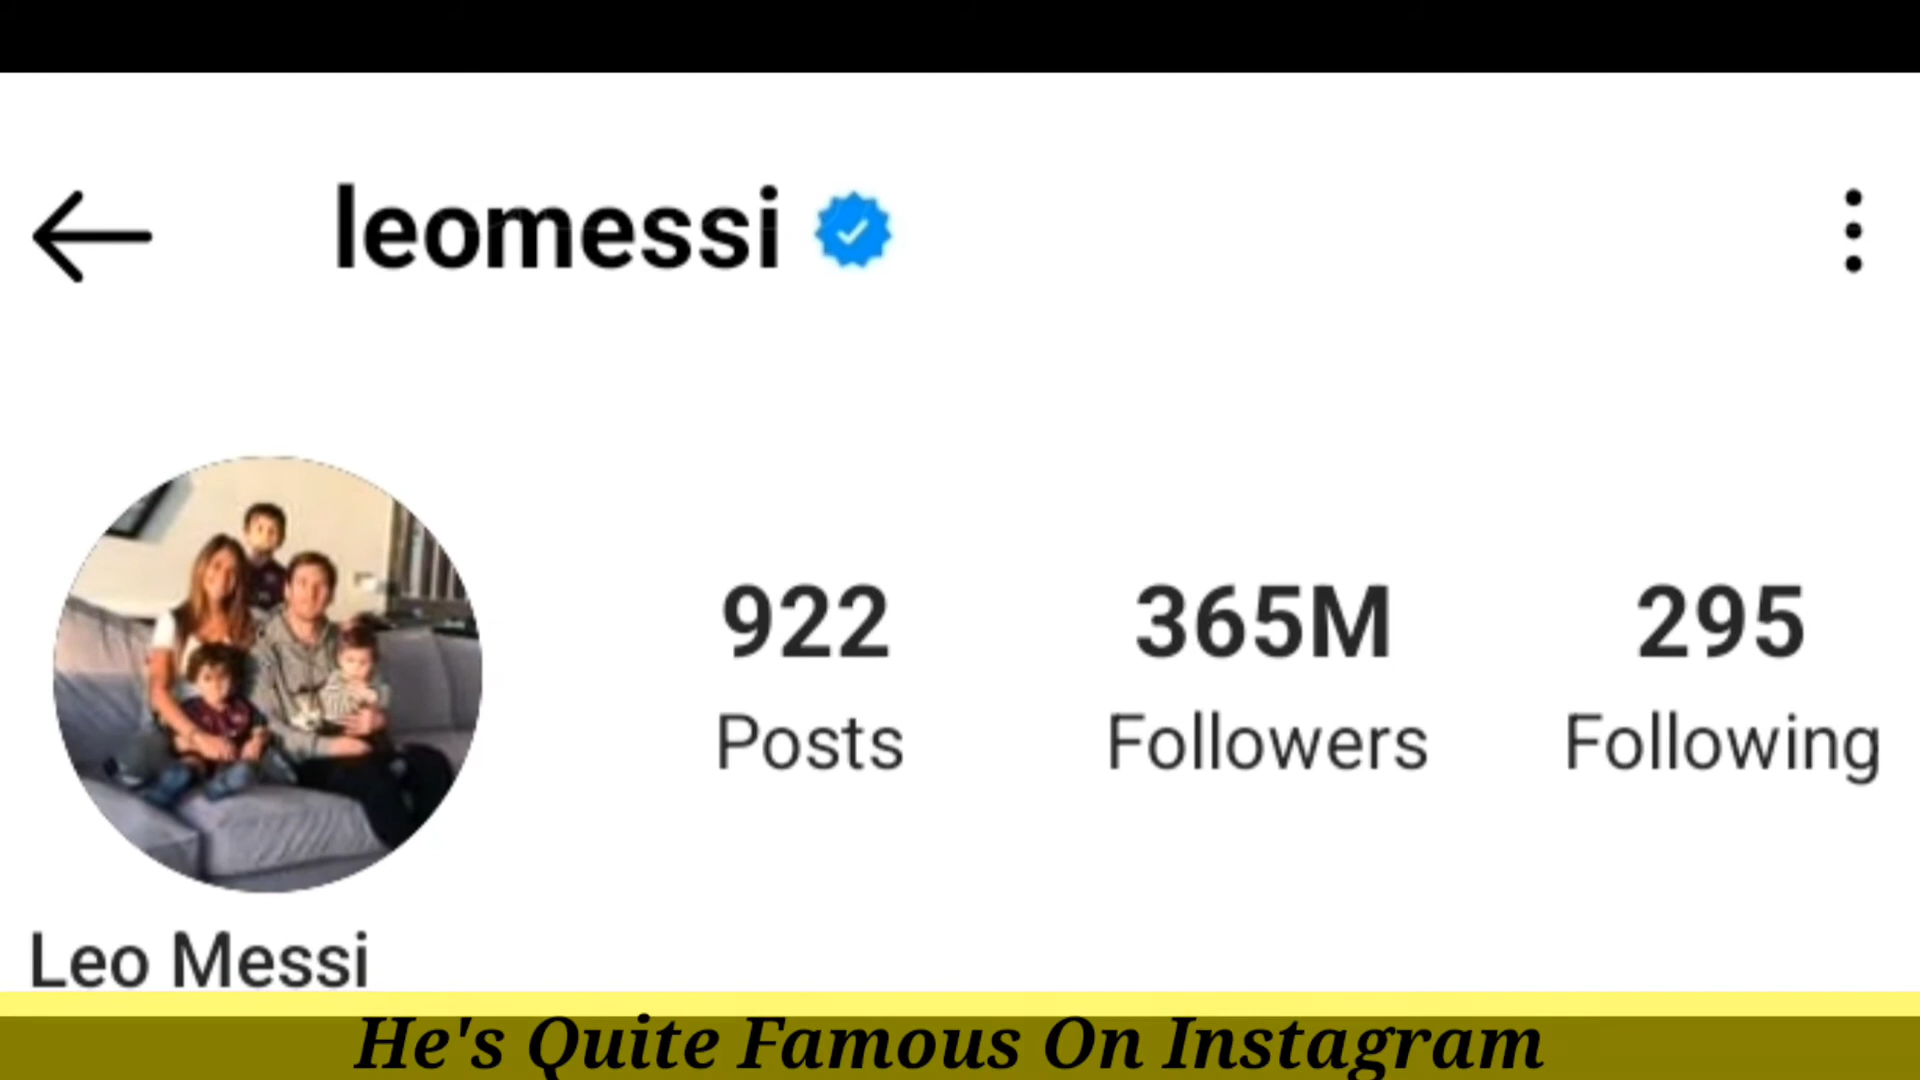 leomessi
922 365M 295
Posts Followers Following
Leo Messi
He's Quite Famous On Instagram